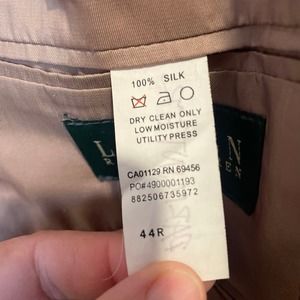 100% SILK
DRY CLEAN ONLY
LOW MOISTURE
UTILITY PRESS
CA01129 RN 69456
PO#4900001193
882506735972
44R